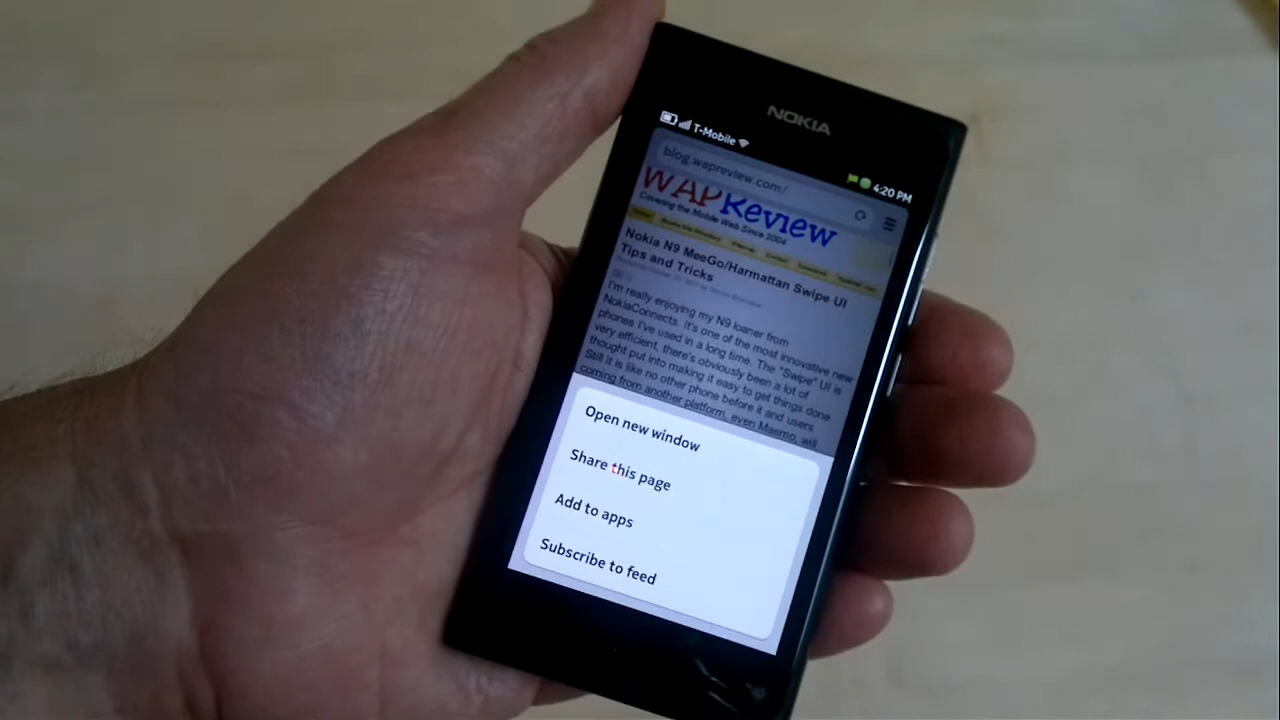 NOKIA
T-Mobile
4:20 PM
blog.wapreview.com/
WAPReview
Covering the Mobile Web Since 2004
Nokia N9 MeeGo/Harmattan Swipe UI
Tips and Tricks
I'm really enjoying my N9 loaner from
NokiaConnects. It's one of the most innovative new
phones I've used in a long time. The "Swipe" UI is
very efficient, there's obviously been a lot of
thought put into making it easy to get things done
Still it is like no other phone before it and users
coming from another platform, even Maemo, will
Open new window
Share this page
Add to apps
Subscribe to feed